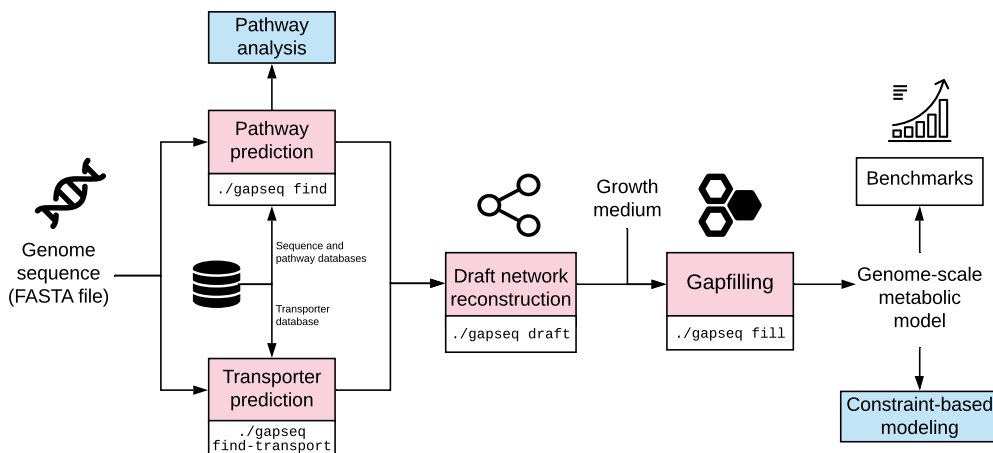 Pathway
analysis
Pathway
prediction
./gapseq find
Genome
sequence
(FASTA file)
Sequence and
pathway databases
Transporter
database
Transporter
prediction
./gapseq
find-transport
Draft network
reconstruction
./gapseq draft
Growth
medium
Gapfilling
./gapseq fill
Benchmarks
Genome-scale
metabolic
model
Constraint-based
modeling